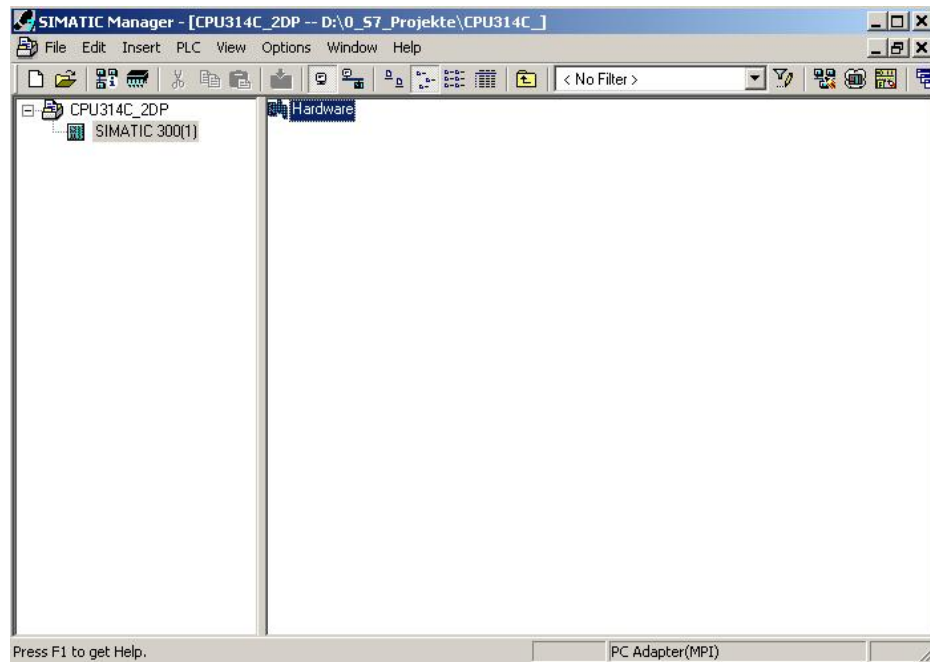 SIMATIC Manager - [CPU314C_2DP -- D:\0_S7_Projekte\CPU314C_]
File Edit Insert PLC View Options Window Help
< No Filter >
CPU314C_2DP
SIMATIC 300(1)
Hardware
Press F1 to get Help.
PC Adapter(MPI)